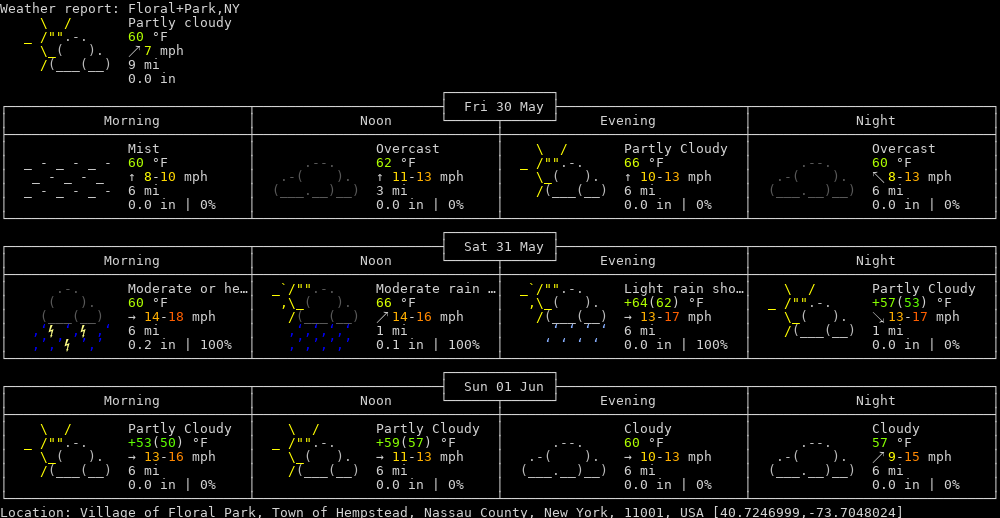 Weather report: Floral+Park,NY
Partly cloudy
60 °F
↗ 7 mph
9 mi
0.0 in
Fri 30 May
Morning Noon Evening Night
Mist Overcast Partly Cloudy Overcast
60 °F 62 °F 66 °F 60 °F
↑ 8-10 mph ↑ 11-13 mph ↑ 10-13 mph ↖ 8-13 mph
6 mi 3 mi 6 mi 6 mi
0.0 in | 0% 0.0 in | 0% 0.0 in | 0% 0.0 in | 0%
Sat 31 May
Morning Noon Evening Night
Moderate or he… Moderate rain … Light rain sho… Partly Cloudy
60 °F 66 °F +64(62) °F +57(53) °F
→ 14-18 mph ↗ 14-16 mph → 13-17 mph ↘ 13-17 mph
6 mi 1 mi 6 mi 1 mi
0.2 in | 100% 0.1 in | 100% 0.0 in | 100% 0.0 in | 0%
Sun 01 Jun
Morning Noon Evening Night
Partly Cloudy Partly Cloudy Cloudy Cloudy
+53(50) °F +59(57) °F 60 °F 57 °F
→ 13-16 mph → 11-13 mph → 10-13 mph ↗ 9-15 mph
6 mi 6 mi 6 mi 6 mi
0.0 in | 0% 0.0 in | 0% 0.0 in | 0% 0.0 in | 0%
Location: Village of Floral Park, Town of Hempstead, Nassau County, New York, 11001, USA [40.7246999,-73.7048024]